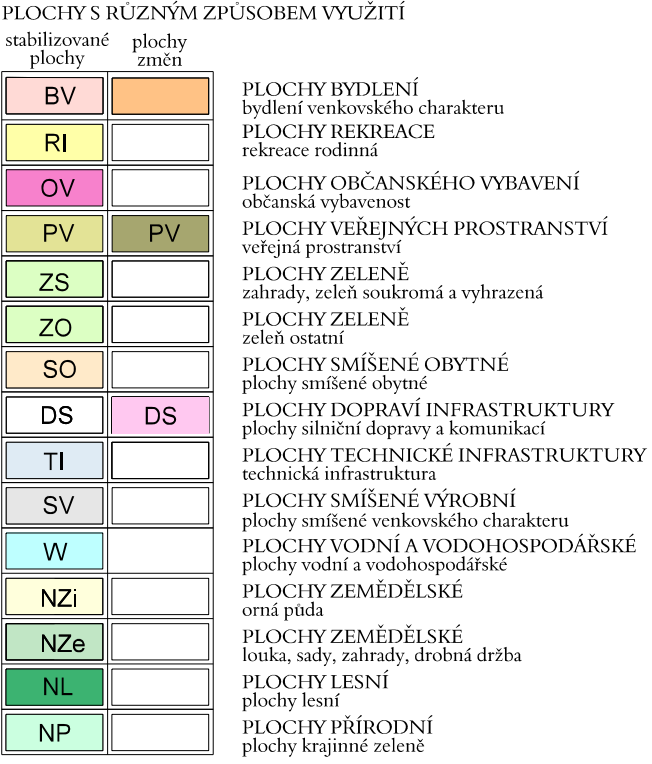 PLOCHY S RŮZNÝM ZPŮSOBEM VYUŽITÍ
stabilizované plochy
plochy změn
BV
PLOCHY BYDLENÍ
bydlení venkovského charakteru
RI
PLOCHY REKREACE
rekreace rodinná
OV
PLOCHY OBČANSKÉHO VYBAVENÍ
občanská vybavenost
PV PV
PLOCHY VEŘEJNÝCH PROSTRANSTVÍ
veřejná prostranství
ZS
PLOCHY ZELENĚ
zahrady, zeleň soukromá a vyhrazená
ZO
PLOCHY ZELENĚ
zeleň ostatní
SO
PLOCHY SMÍŠENÉ OBYTNÉ
plochy smíšené obytné
DS DS
PLOCHY DOPRAVÍ INFRASTRUKTURY
plochy silniční dopravy a komunikací
TI
PLOCHY TECHNICKÉ INFRASTRUKTURY
technická infrastruktura
SV
PLOCHY SMÍŠENÉ VÝROBNÍ
plochy smíšené venkovského charakteru
W
PLOCHY VODNÍ A VODOHOSPODÁŘSKÉ
plochy vodní a vodohospodářské
NZi
PLOCHY ZEMĚDĚLSKÉ
orná půda
NZe
PLOCHY ZEMĚDĚLSKÉ
louka, sady, zahrady, drobná držba
NL
PLOCHY LESNÍ
plochy lesní
NP
PLOCHY PŘÍRODNÍ
plochy krajinné zeleně